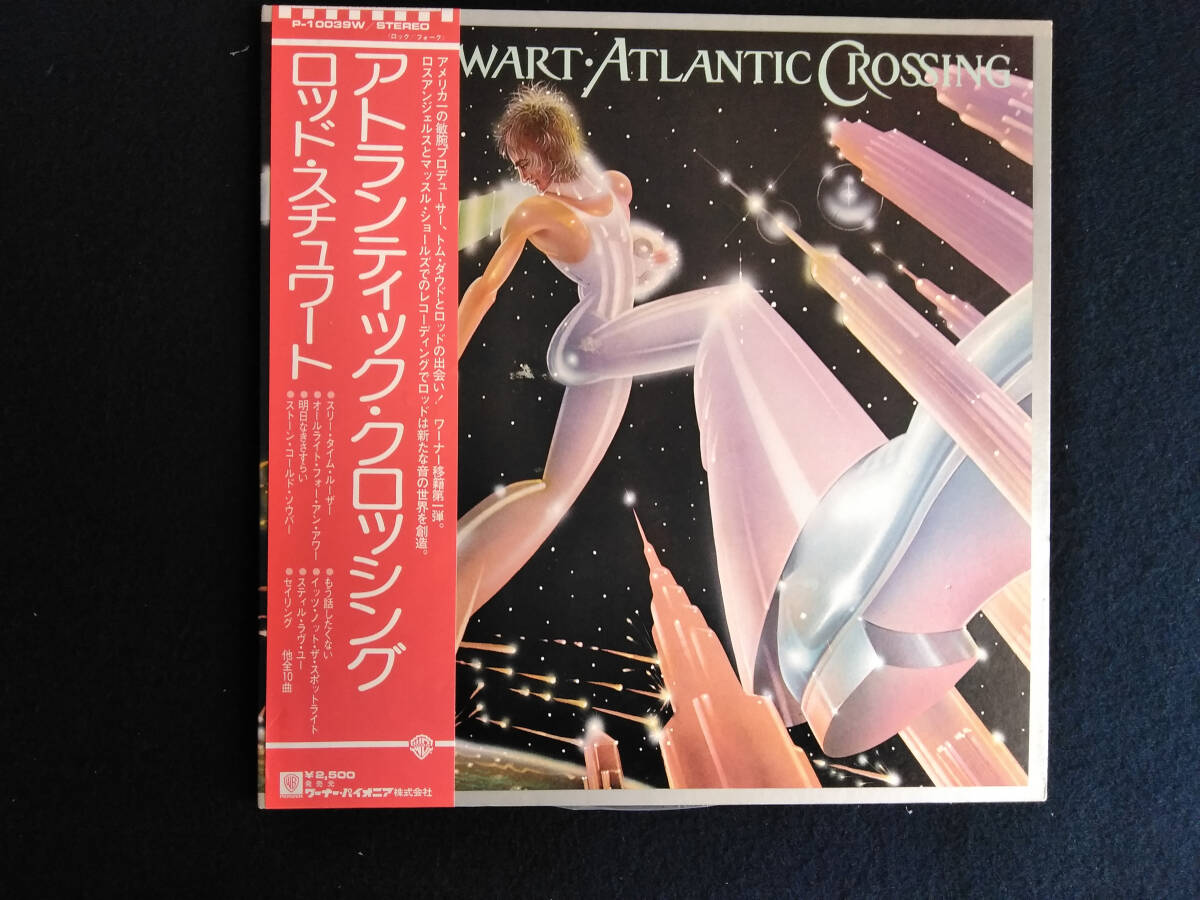 P-10039W/STEREO
(ロック/フォーク)
WART・ATLANTIC CROSSING
アメリカ一の敏腕プロデューサー、トム・ダウドとロッドの出会い! ワーナー移籍第一弾。
ロスアンジェルスとマッスル・ショールズでのレコーディングでロッドは新たな音の世界を創造。
アトランティック・クロッシング
ロッド・スチュワート
●スリー・タイム・ルーザー
●オールライト・フォー・アン・アワー
●明日なきさすらい
●ストーン・コールド・ソウバー
●もう話したくない
●イッツ・ノット・ザ・スポットライト
●スティル・ラヴ・ユー
●セイリング 他全10曲
¥2,500
発売元
ワーナー・パイオニア株式会社